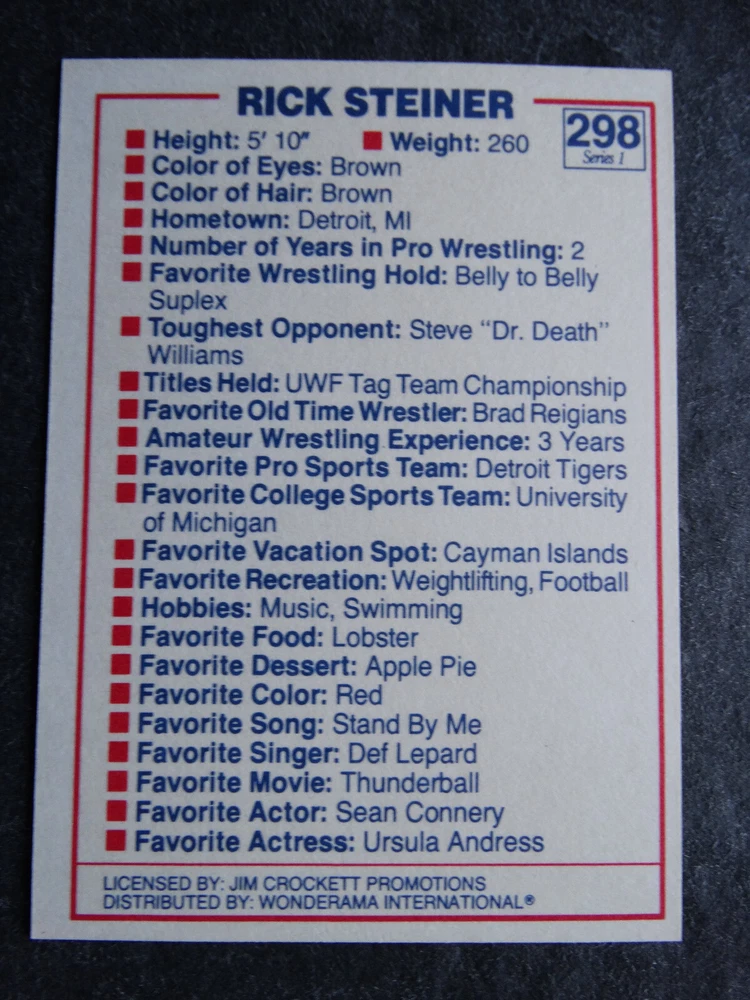 RICK STEINER
298
Series 1
Height: 5' 10" Weight: 260
Color of Eyes: Brown
Color of Hair: Brown
Hometown: Detroit, MI
Number of Years in Pro Wrestling: 2
Favorite Wrestling Hold: Belly to Belly
Suplex
Toughest Opponent: Steve "Dr. Death"
Williams
Titles Held: UWF Tag Team Championship
Favorite Old Time Wrestler: Brad Reigians
Amateur Wrestling Experience: 3 Years
Favorite Pro Sports Team: Detroit Tigers
Favorite College Sports Team: University
of Michigan
Favorite Vacation Spot: Cayman Islands
Favorite Recreation: Weightlifting, Football
Hobbies: Music, Swimming
Favorite Food: Lobster
Favorite Dessert: Apple Pie
Favorite Color: Red
Favorite Song: Stand By Me
Favorite Singer: Def Lepard
Favorite Movie: Thunderball
Favorite Actor: Sean Connery
Favorite Actress: Ursula Andress
LICENSED BY: JIM CROCKETT PROMOTIONS
DISTRIBUTED BY: WONDERAMA INTERNATIONAL®